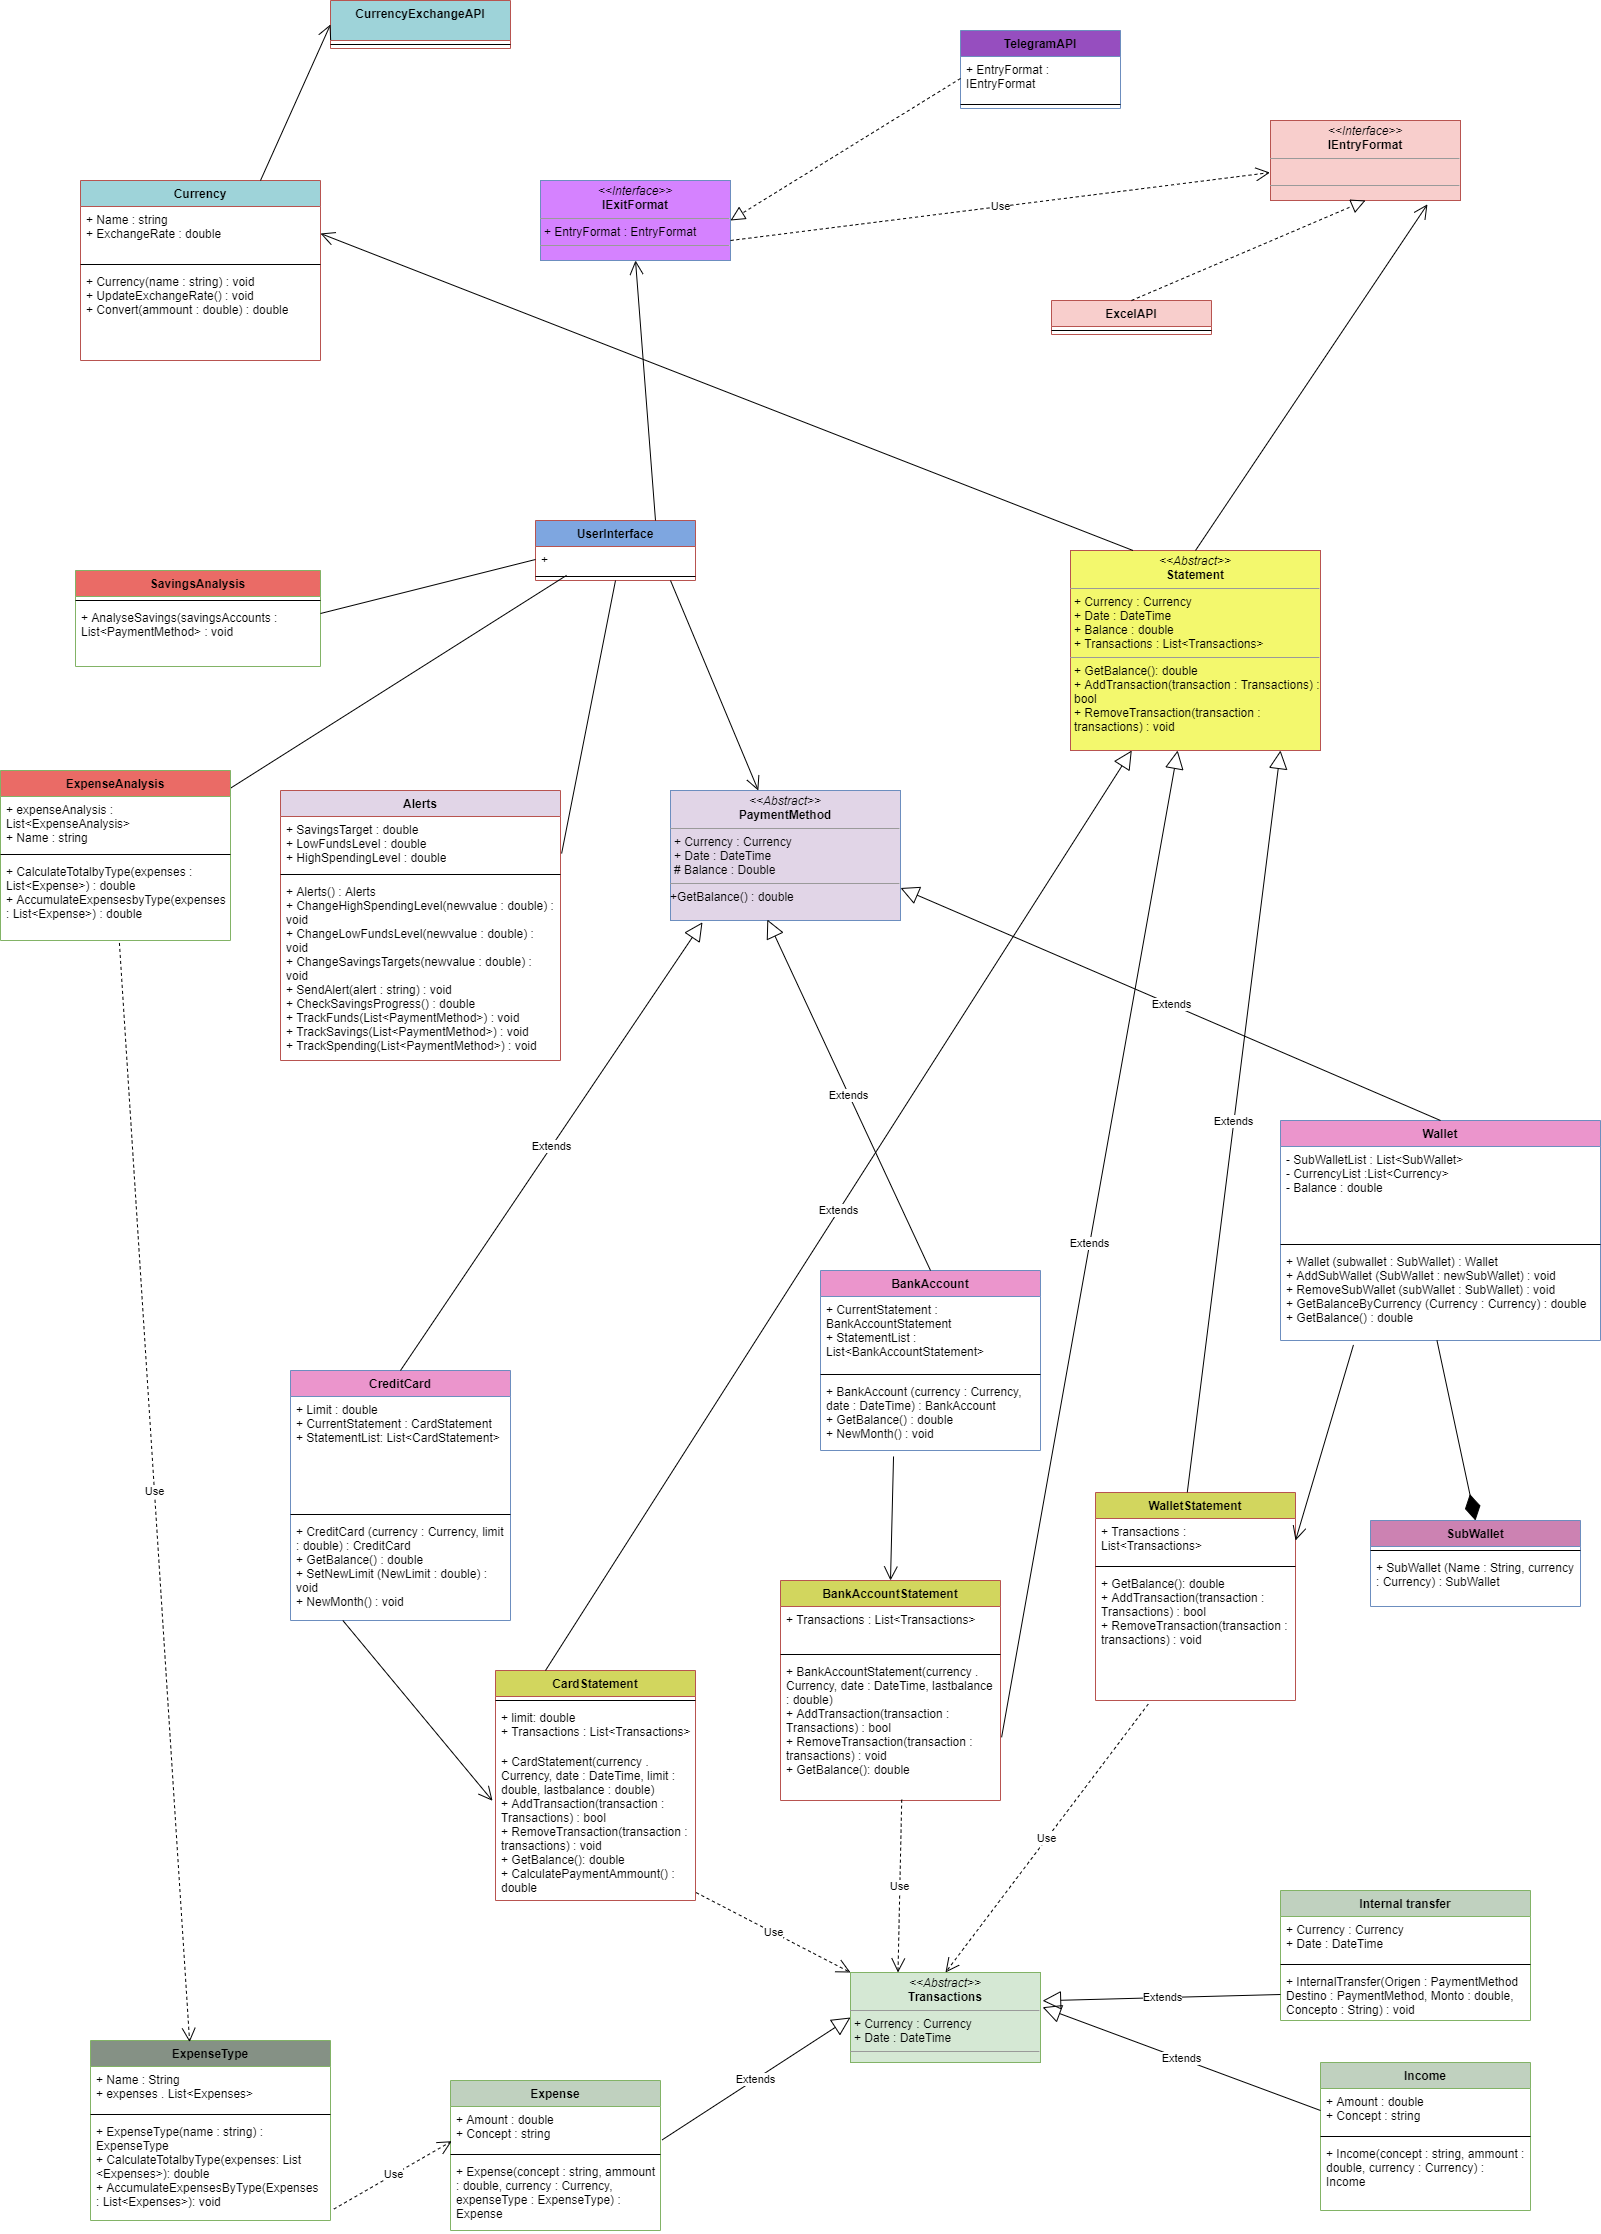 CurrencyExchangeAPI
TelegramAPI
+ EntryFormat :
IEntryFormat
<<Interface>>
IEntryFormat
Currency
+ Name : string
+ ExchangeRate : double
+ Currency(name : string) : void
+ UpdateExchangeRate() : void
+ Convert(ammount : double) : double
<<Interface>>
IExitFormat
+ EntryFormat : EntryFormat
Use
ExcelAPI
UserInterface
+
SavingsAnalysis
+ AnalyseSavings(savingsAccounts :
List<PaymentMethod> : void
<<Abstract>>
Statement
+ Currency : Currency
+ Date : DateTime
+ Balance : double
+ Transactions : List<Transactions>
+ GetBalance(): double
+ AddTransaction(transaction : Transactions) :
bool
+ RemoveTransaction(transaction :
transactions) : void
ExpenseAnalysis
+ expenseAnalysis :
List<ExpenseAnalysis>
+ Name : string
+ CalculateTotalbyType(expenses :
List<Expense>) : double
+ AccumulateExpensesbyType(expenses
: List<Expense>) : double
Alerts
+ SavingsTarget : double
+ LowFundsLevel : double
+ HighSpendingLevel : double
+ Alerts() : Alerts
+ ChangeHighSpendingLevel(newvalue : double) :
void
+ ChangeLowFundsLevel(newvalue : double) :
void
+ ChangeSavingsTargets(newvalue : double) :
void
+ SendAlert(alert : string) : void
+ CheckSavingsProgress() : double
+ TrackFunds(List<PaymentMethod>) : void
+ TrackSavings(List<PaymentMethod>) : void
+ TrackSpending(List<PaymentMethod>) : void
<<Abstract>>
PaymentMethod
+ Currency : Currency
+ Date : DateTime
# Balance : Double
+GetBalance() : double
Extends
Extends
Extends
Extends
Extends
Extends
Wallet
- SubWalletList : List<SubWallet>
- CurrencyList :List<Currency>
- Balance : double
+ Wallet (subwallet : SubWallet) : Wallet
+ AddSubWallet (SubWallet : newSubWallet) : void
+ RemoveSubWallet (subWallet : SubWallet) : void
+ GetBalanceByCurrency (Currency : Currency) : double
+ GetBalance() : double
BankAccount
+ CurrentStatement :
BankAccountStatement
+ StatementList :
List<BankAccountStatement>
+ BankAccount (currency : Currency,
date : DateTime) : BankAccount
+ GetBalance() : double
+ NewMonth() : void
CreditCard
+ Limit : double
+ CurrentStatement : CardStatement
+ StatementList: List<CardStatement>
+ CreditCard (currency : Currency, limit
: double) : CreditCard
+ GetBalance() : double
+ SetNewLimit (NewLimit : double) :
void
+ NewMonth() : void
Use
WalletStatement
+ Transactions :
List<Transactions>
+ GetBalance(): double
+ AddTransaction(transaction :
Transactions) : bool
+ RemoveTransaction(transaction :
transactions) : void
SubWallet
+ SubWallet (Name : String, currency
: Currency) : SubWallet
BankAccountStatement
+ Transactions : List<Transactions>
+ BankAccountStatement(currency .
Currency, date : DateTime, lastbalance
: double)
+ AddTransaction(transaction :
Transactions) : bool
+ RemoveTransaction(transaction :
transactions) : void
+ GetBalance(): double
CardStatement
+ limit: double
+ Transactions : List<Transactions>
+ CardStatement(currency .
Currency, date : DateTime, limit :
double, lastbalance : double)
+ AddTransaction(transaction :
Transactions) : bool
+ RemoveTransaction(transaction :
transactions) : void
+ GetBalance(): double
+ CalculatePaymentAmmount() :
double
Use
Use
Use
Internal transfer
+ Currency : Currency
+ Date : DateTime
+ InternalTransfer(Origen : PaymentMethod
Destino : PaymentMethod, Monto : double,
Concepto : String) : void
<<Abstract>>
Transactions
+ Currency : Currency
+ Date : DateTime
Extends
Extends
Extends
ExpenseType
+ Name : String
+ expenses . List<Expenses>
+ ExpenseType(name : string) :
ExpenseType
+ CalculateTotalbyType(expenses: List
<Expenses>): double
+ AccumulateExpensesByType(Expenses
: List<Expenses>): void
Use
Expense
+ Amount : double
+ Concept : string
+ Expense(concept : string, ammount
: double, currency : Currency,
expenseType : ExpenseType) :
Expense
Income
+ Amount : double
+ Concept : string
+ Income(concept : string, ammount :
double, currency : Currency) :
Income